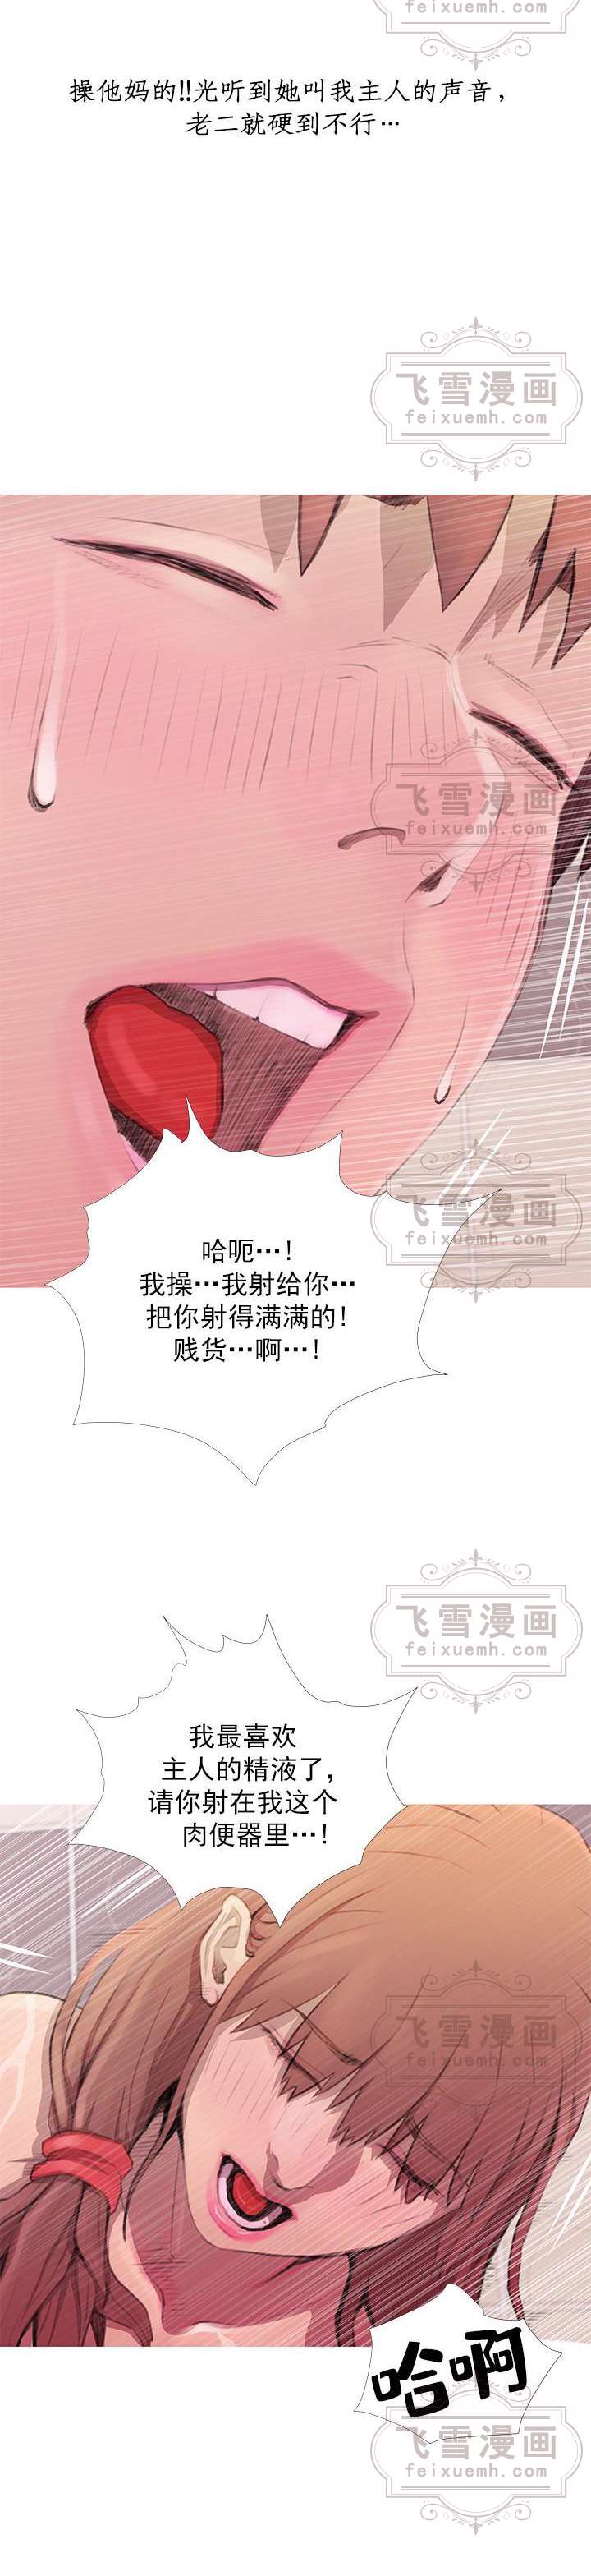 feixuemh.com
操他妈的!!光听到她叫我主人的声音，
老二就硬到不行…
飞雪漫画
feixuemh.com
飞雪漫画
feixuemh.com
飞雪漫画
feixuemh.com
哈呃…!
我操…我射给你…
把你射得满满的!
贱货…啊…!
飞雪漫画
feixuemh.com
我最喜欢
主人的精液了，
请你射在我这个
肉便器里…!
飞雪漫画
feixuemh.com
哈啊
飞雪漫画
feixuemh.com